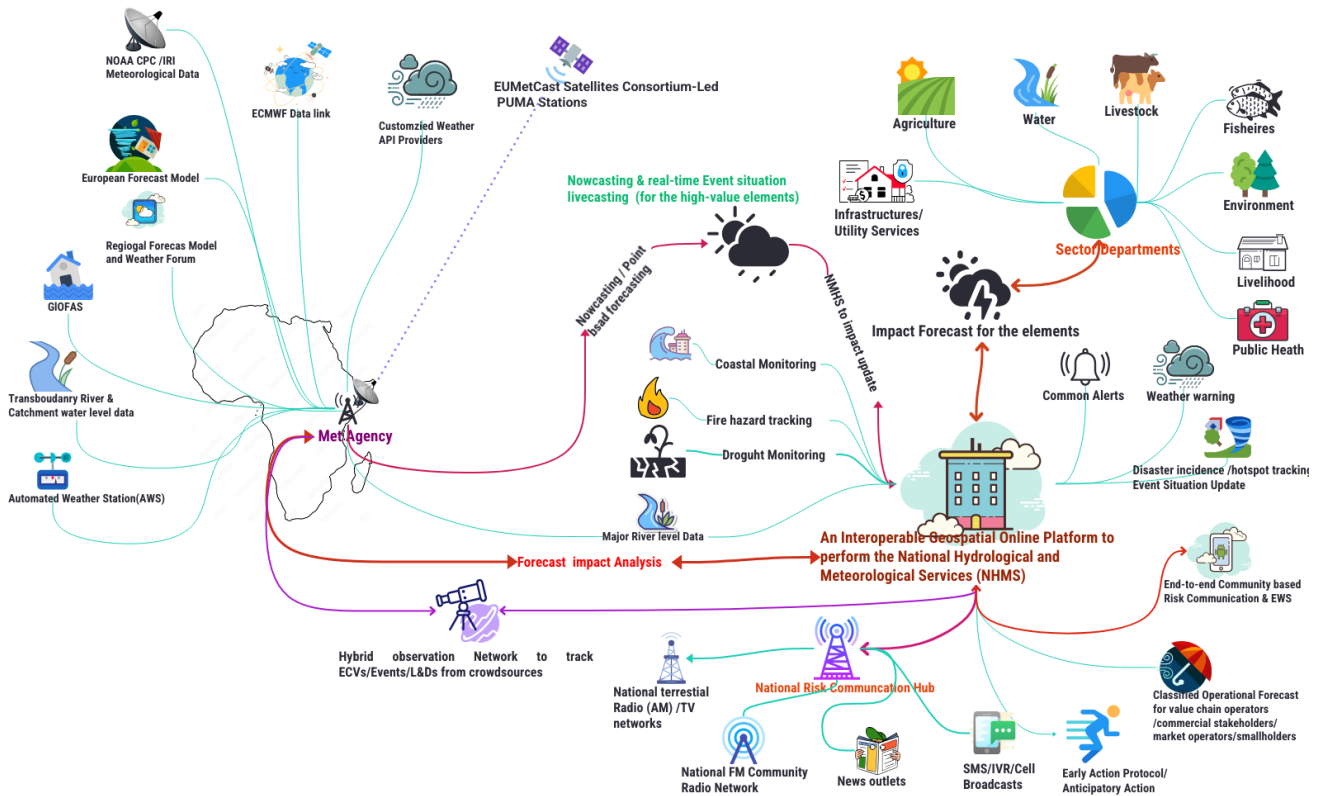 NOAA CPC /IRI
Meteorological Data
ECMWF Data link
Customzied Weather
API Providers
EUMetCast Satellites Consortium-Led
PUMA Stations
European Forecast Model
Regiogal Forecas Model
and Weather Forum
GIOFAS
Transboudanry River &
Catchment water level data
Automated Weather Station(AWS)
Met Agency
Nowcasting & real-time Event situation
livecasting (for the high-value elements)
Nowcasting / Point
bsad forecasting
NMHS to impact update
Coastal Monitoring
Fire hazard tracking
Droguht Monitoring
Major River level Data
Forecast impact Analysis
Hybrid observation Network to track
ECVs/Events/L&Ds from crowdsources
Agriculture
Water
Livestock
Fisheires
Infrastructures/
Utility Services
Environment
Sector Departments
Livelihood
Public Heath
Impact Forecast for the elements
Common Alerts
Weather warning
Disaster incidence /hotspot tracking
Event Situation Update
An Interoperable Geospatial Online Platform to
perform the National Hydrological and
Meteorological Services (NHMS)
End-to-end Community based
Risk Communication & EWS
National Risk Communcation Hub
National terrestial
Radio (AM) /TV
networks
National FM Community
Radio Network
News outlets
SMS/IVR/Cell
Broadcasts
Early Action Protocol/
Anticipatory Action
Classified Operational Forecast
for value chain operators
/commercial stakeholders/
market operators/smallholders